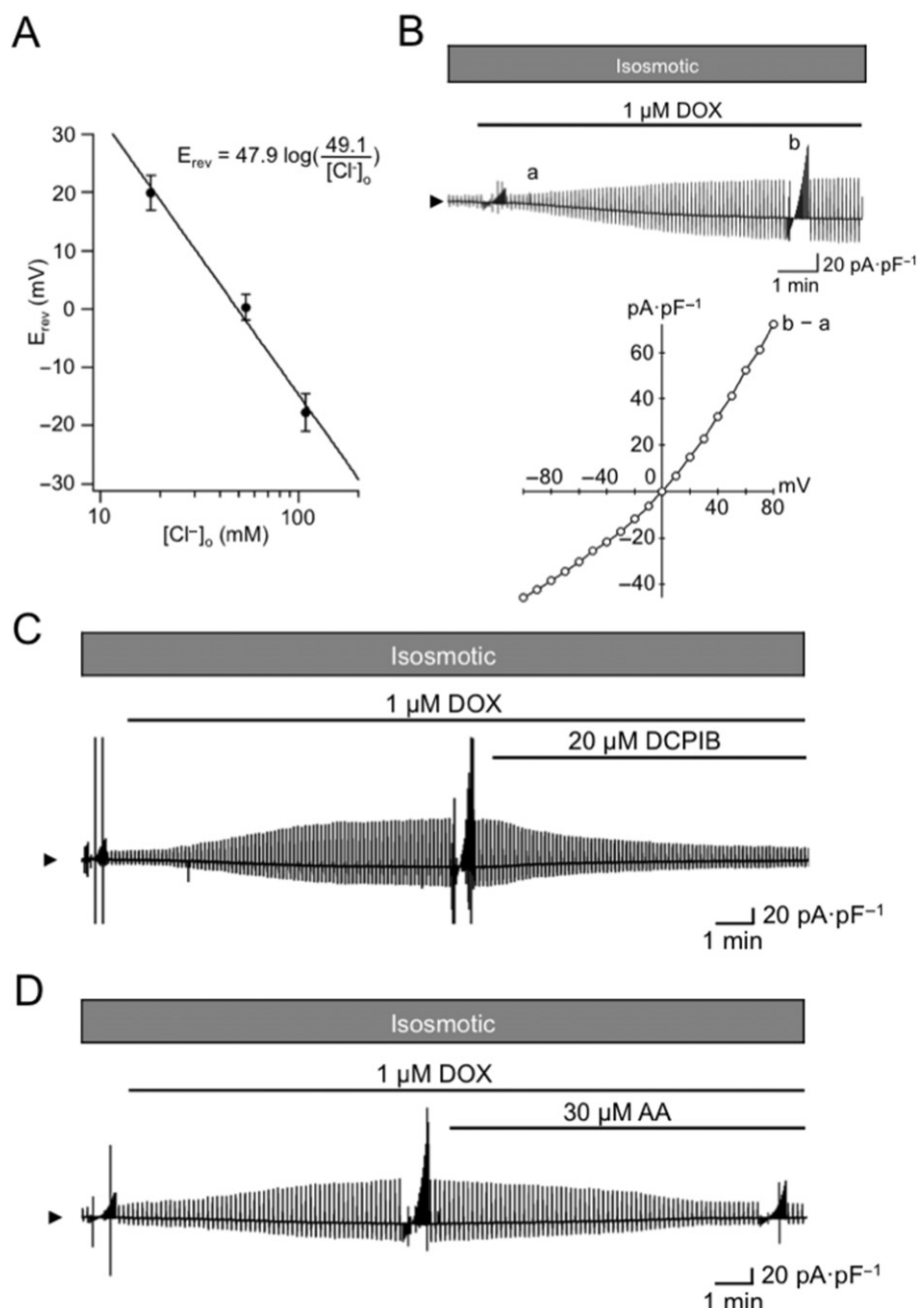 A
B
Isosmotic
1 µM DOX
a
b
20 pA·pF⁻¹
1 min
E_rev = 47.9 log(49.1/[Cl⁻]ₒ)
30
20
10
0
−10
−20
−30
E_rev (mV)
10
100
[Cl⁻]ₒ (mM)
pA·pF⁻¹
b − a
60
40
20
−80
−40
0
mV
40
80
−20
−40
C
Isosmotic
1 µM DOX
20 µM DCPIB
20 pA·pF⁻¹
1 min
D
Isosmotic
1 µM DOX
30 µM AA
20 pA·pF⁻¹
1 min